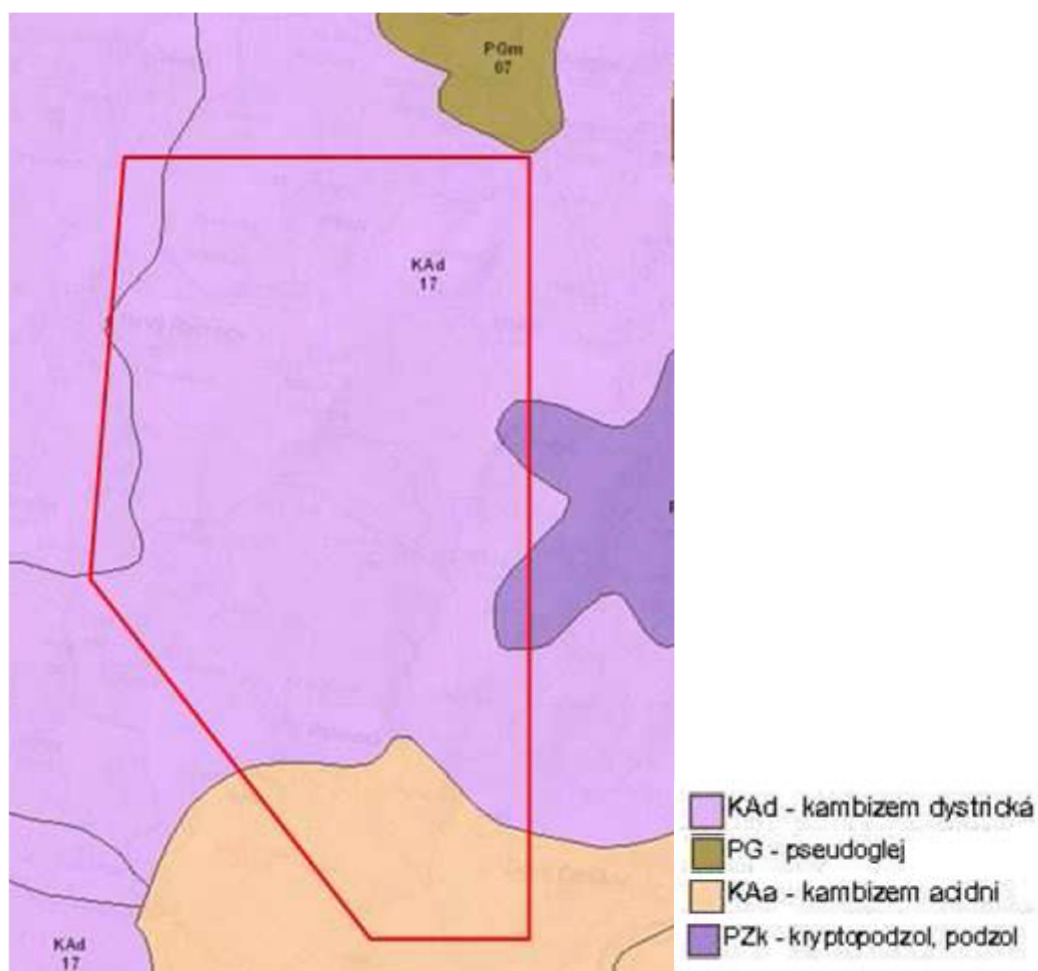 PGm
07
KAd
17
KAd
17
KAd - kambizem dystrická
PG - pseudoglej
KAa - kambizem acidni
PZk - kryptopodzol, podzol